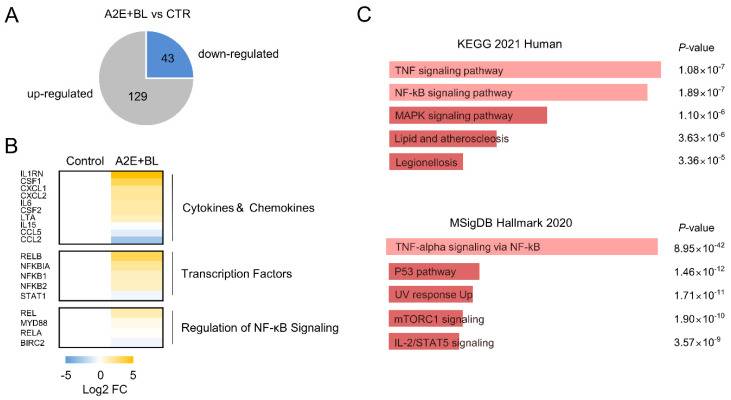 A
A2E+BL vs CTR
43
down-regulated
up-regulated
129
B
Control A2E+BL
IL1RN
CSF1
CXCL1
CXCL2
IL6
CSF2
LTA
IL15
CCL5
CCL2
Cytokines & Chemokines
RELB
NFKBIA
NFKB1
NFKB2
STAT1
Transcription Factors
REL
MYD88
RELA
BIRC2
Regulation of NF-κB Signaling
-5 0 5
Log2 FC
C
KEGG 2021 Human
P-value
TNF signaling pathway 1.08×10⁻⁷
NF-kB signaling pathway 1.89×10⁻⁷
MAPK signaling pathway 1.10×10⁻⁶
Lipid and atheroscleosis 3.63×10⁻⁶
Legionellosis 3.36×10⁻⁵
MSigDB Hallmark 2020
P-value
TNF-alpha signaling via NF-kB 8.95×10⁻⁴²
P53 pathway 1.46×10⁻¹²
UV response Up 1.71×10⁻¹¹
mTORC1 signaling 1.90×10⁻¹⁰
IL-2/STAT5 signaling 3.57×10⁻⁹